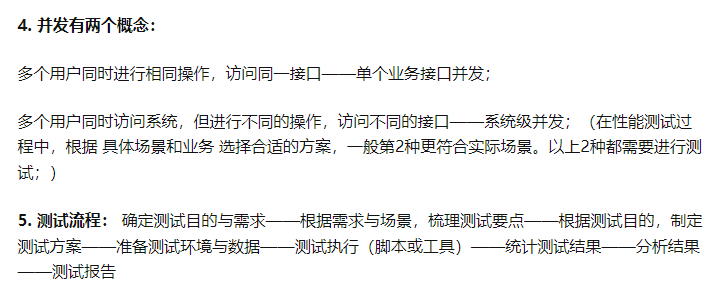 4. 并发有两个概念：
多个用户同时进行相同操作，访问同一接口——单个业务接口并发；
多个用户同时访问系统，但进行不同的操作，访问不同的接口——系统级并发；（在性能测试过
程中，根据 具体场景和业务 选择合适的方案，一般第2种更符合实际场景。以上2种都需要进行测
试；）
5. 测试流程： 确定测试目的与需求——根据需求与场景，梳理测试要点——根据测试目的，制定
测试方案——准备测试环境与数据——测试执行（脚本或工具）——统计测试结果——分析结果
——测试报告